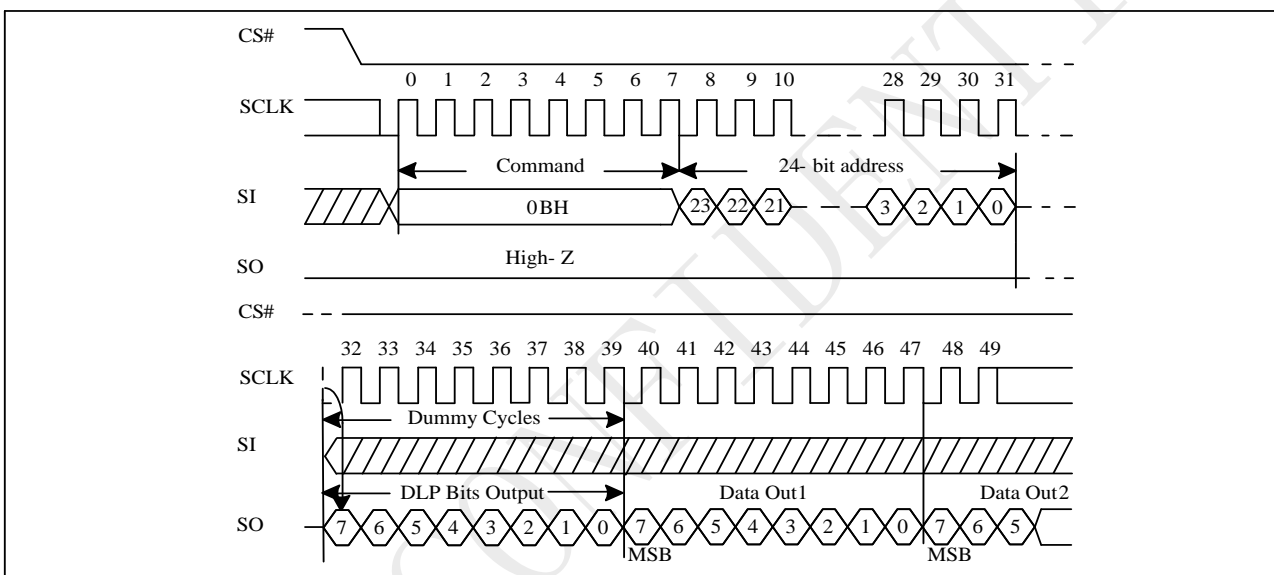 CS#
0 1 2 3 4 5 6 7 8 9 10 28 29 30 31
SCLK
Command 24- bit address
SI 0BH 23 22 21 3 2 1 0
High- Z
SO
CS#
32 33 34 35 36 37 38 39 40 41 42 43 44 45 46 47 48 49
SCLK
Dummy Cycles
SI
DLP Bits Output Data Out1 Data Out2
SO 7 6 5 4 3 2 1 0 7 6 5 4 3 2 1 0 7 6 5
MSB MSB
CONFIDENT